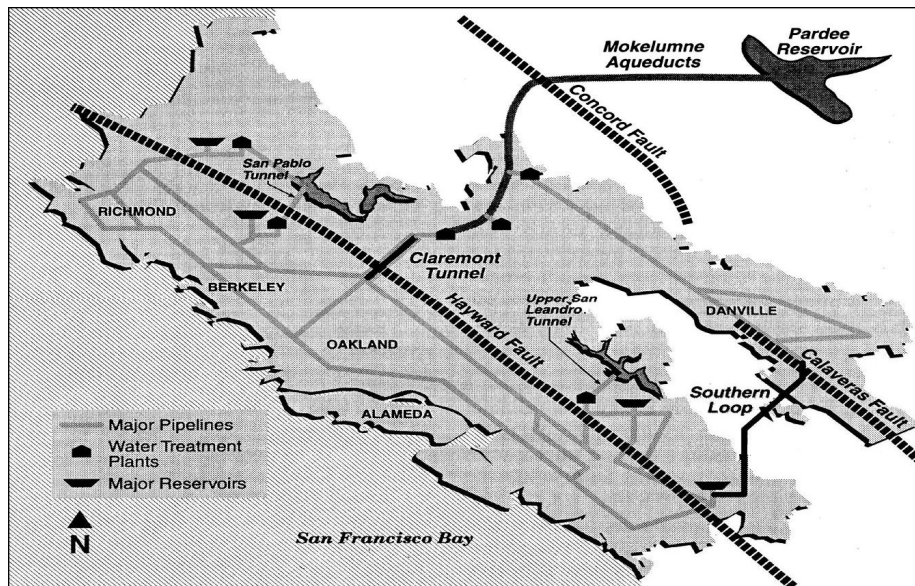 Pardee
Reservoir
Mokelumne
Aqueducts
Concord Fault
San Pablo
Tunnel
RICHMOND
Claremont
Tunnel
BERKELEY
Hayward Fault
Upper San
Leandro
Tunnel
DANVILLE
OAKLAND
Calaveras Fault
Southern
Loop
ALAMEDA
Major Pipelines
Water Treatment
Plants
Major Reservoirs
N
San Francisco Bay